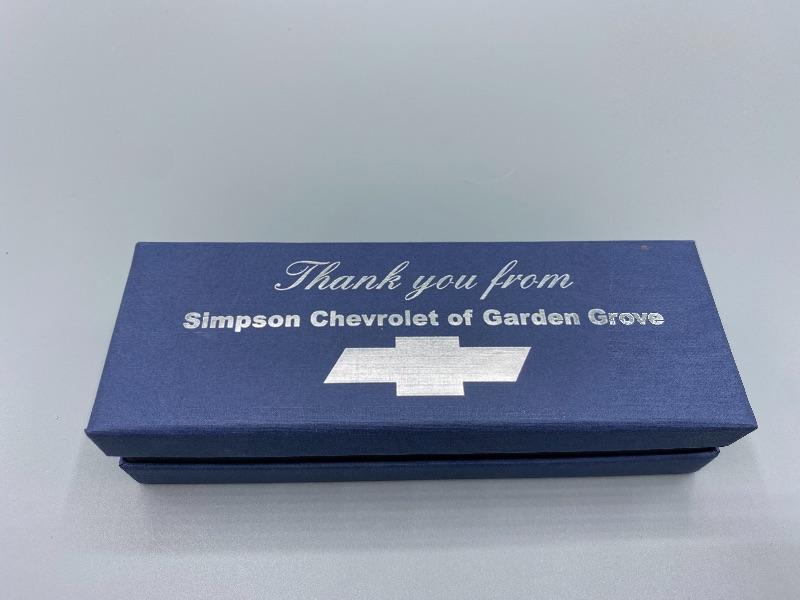 Thank you from
Simpson Chevrolet of Garden Grove